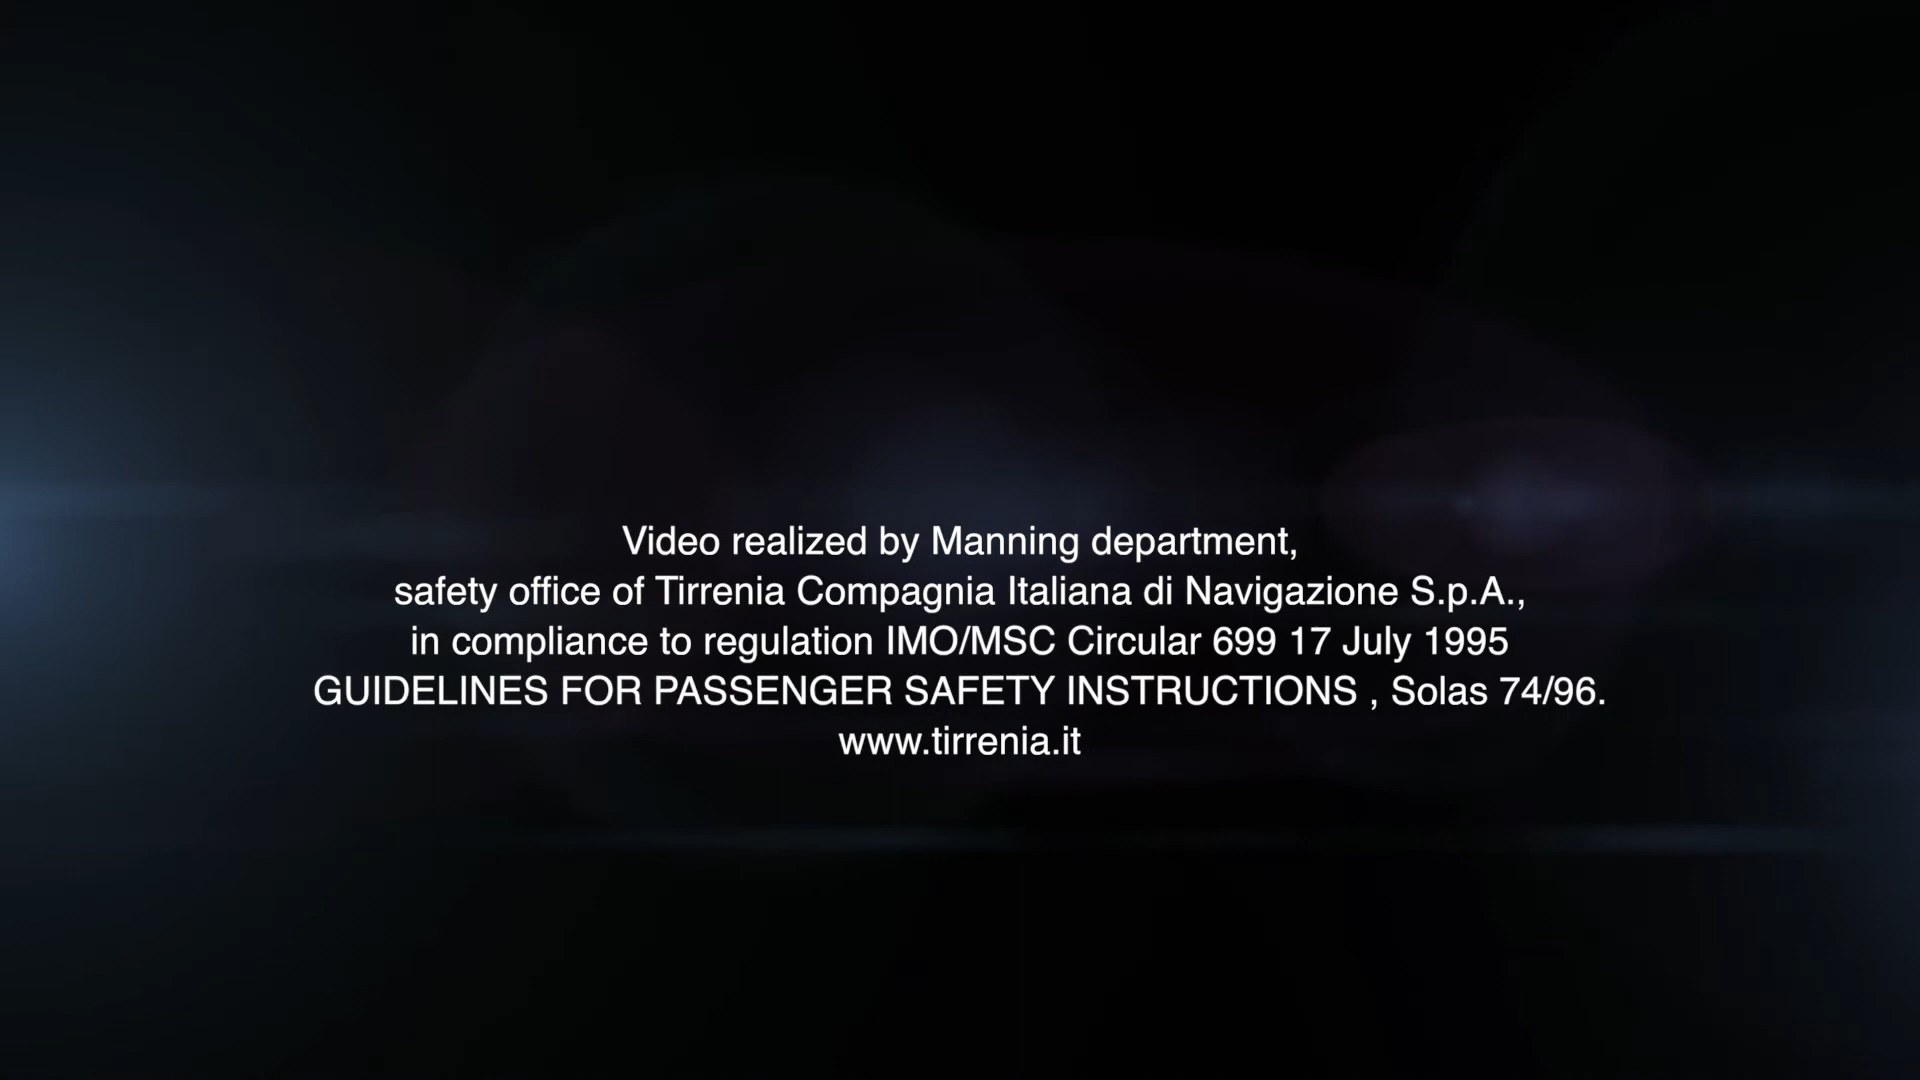 Video realized by Manning department,
safety office of Tirrenia Compagnia Italiana di Navigazione S.p.A.,
in compliance to regulation IMO/MSC Circular 699 17 July 1995
GUIDELINES FOR PASSENGER SAFETY INSTRUCTIONS , Solas 74/96.
www.tirrenia.it